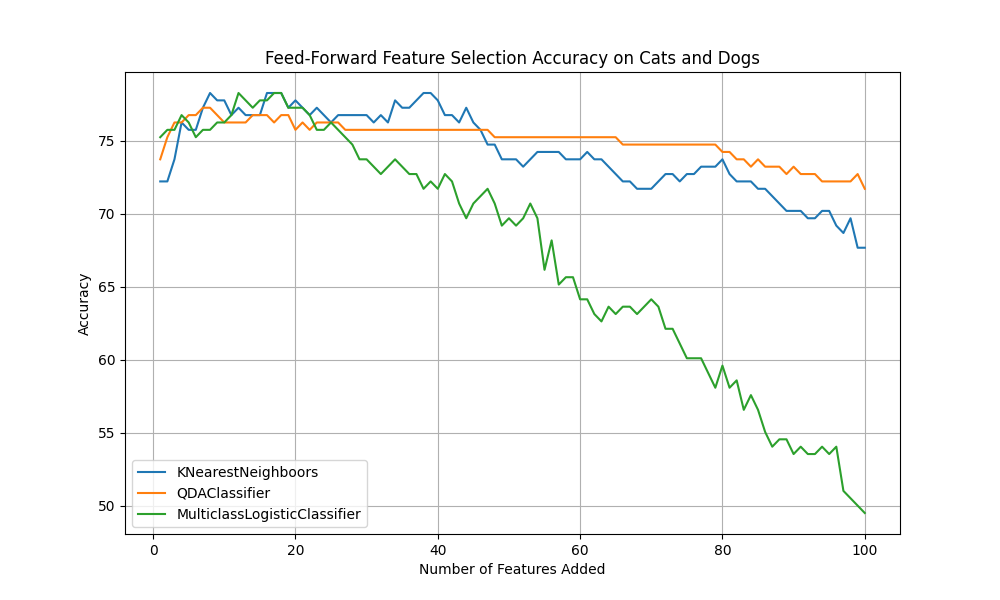 Feed-Forward Feature Selection Accuracy on Cats and Dogs
Accuracy
75
70
65
60
55
50
KNearestNeighboors
QDAClassifier
MulticlassLogisticClassifier
0 20 40 60 80 100
Number of Features Added